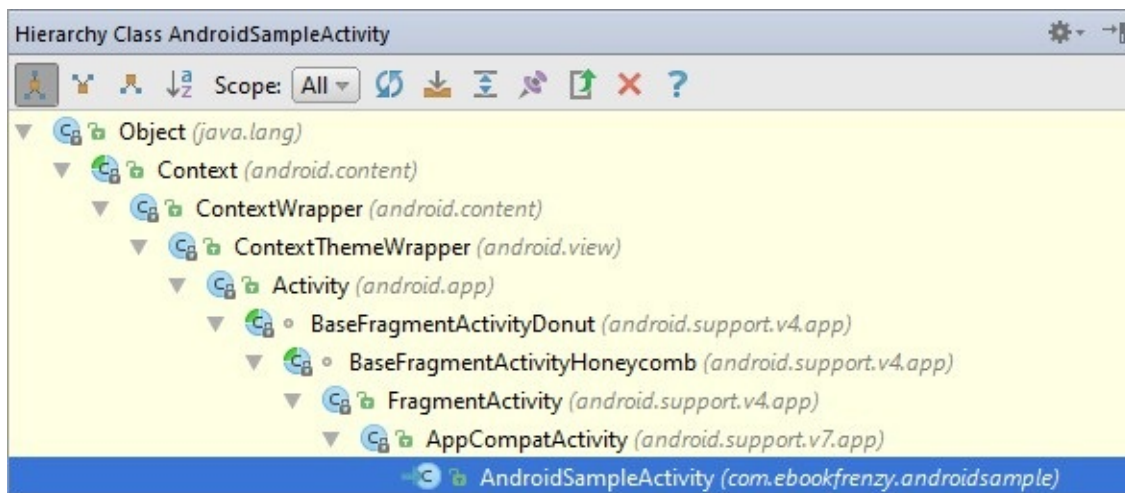 Hierarchy Class AndroidSampleActivity
Scope: All
Object (java.lang)
Context (android.content)
ContextWrapper (android.content)
ContextThemeWrapper (android.view)
Activity (android.app)
BaseFragmentActivityDonut (android.support.v4.app)
BaseFragmentActivityHoneycomb (android.support.v4.app)
FragmentActivity (android.support.v4.app)
AppCompatActivity (android.support.v7.app)
AndroidSampleActivity (com.ebookfrenzy.androidsample)